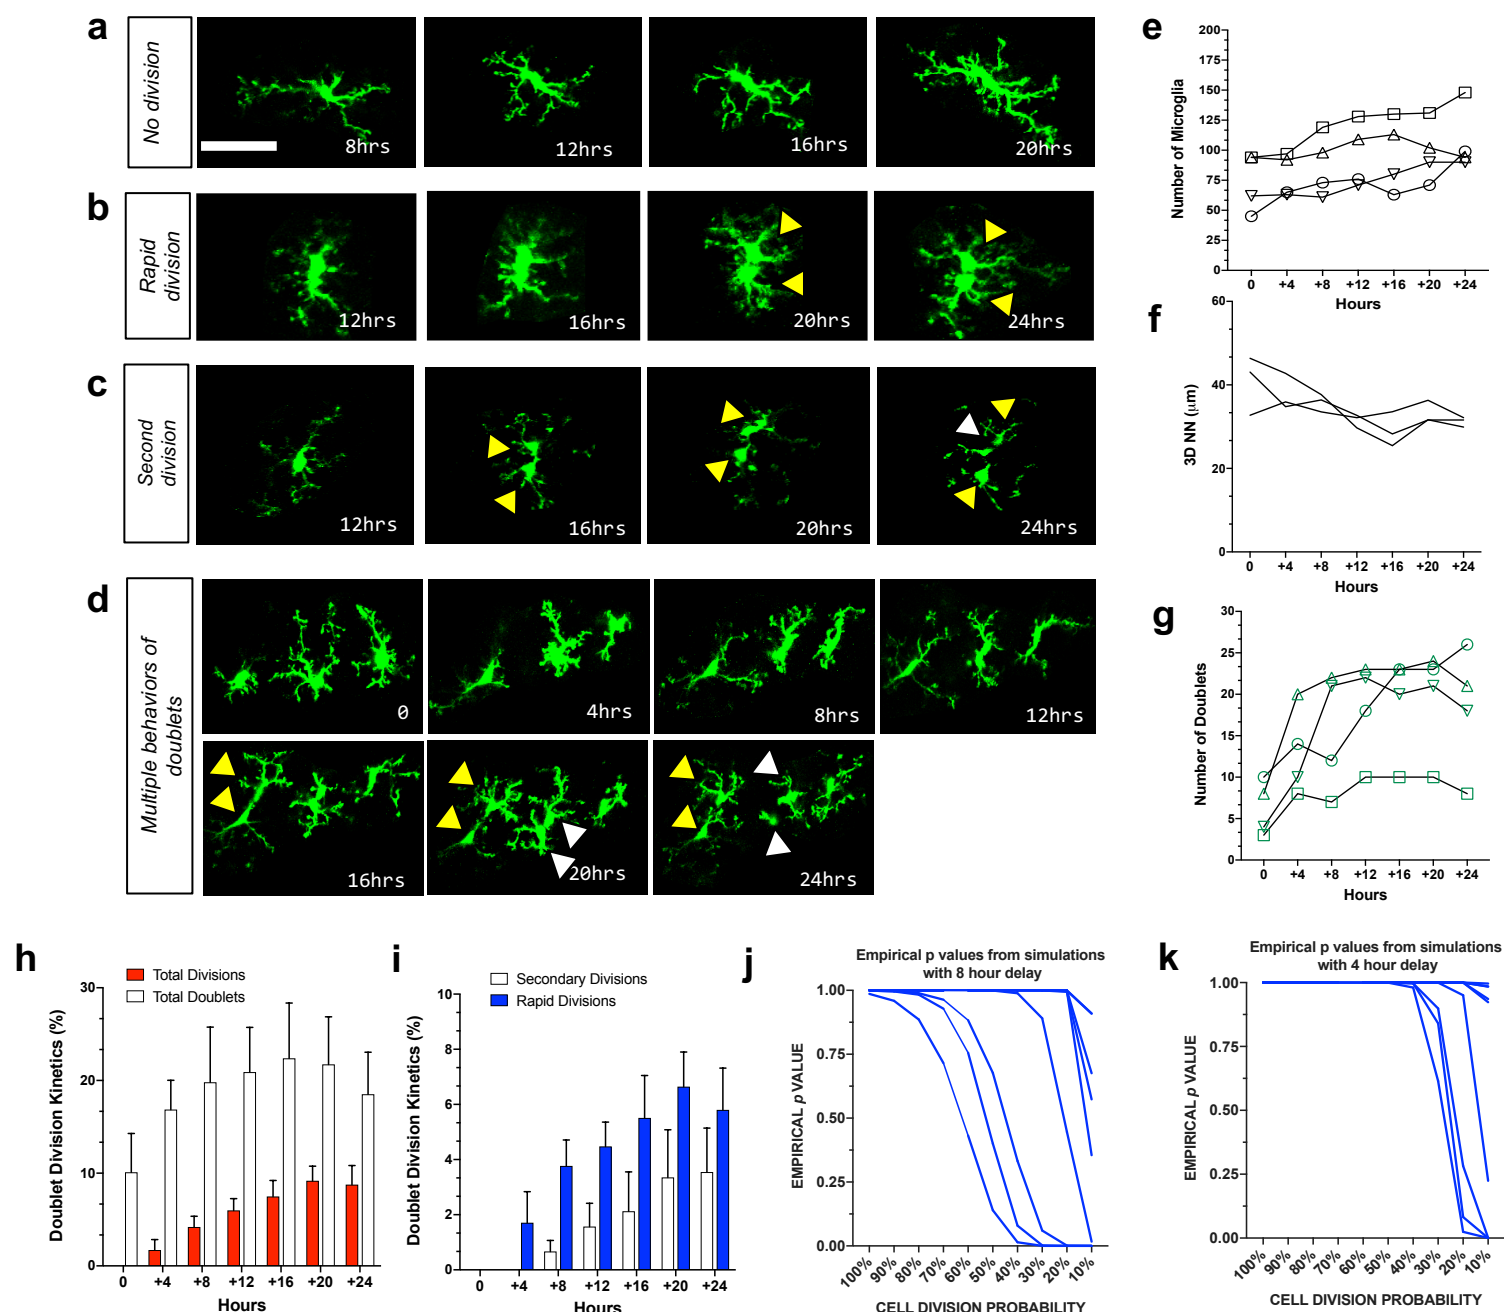 a
No division
8hrs
12hrs
16hrs
20hrs
b
Rapid
division
12hrs
16hrs
20hrs
24hrs
c
Second
division
12hrs
16hrs
20hrs
24hrs
d
Multiple behaviors of
doublets
0
4hrs
8hrs
12hrs
16hrs
20hrs
24hrs
e
Number of Microglia
200
175
150
125
100
75
50
25
0
0 +4 +8 +12 +16 +20 +24
Hours
f
3D NN (μm)
60
40
20
0
0 +4 +8 +12 +16 +20 +24
Hours
g
Number of Doublets
30
25
20
15
10
5
0
0 +4 +8 +12 +16 +20 +24
Hours
h
Total Divisions
Total Doublets
Doublet Division Kinetics (%)
30
20
10
0
0 +4 +8 +12 +16 +20 +24
Hours
i
Secondary Divisions
Rapid Divisions
Doublet Division Kinetics (%)
10
8
6
4
2
0
0 +4 +8 +12 +16 +20 +24
Hours
j
Empirical p values from simulations
with 8 hour delay
EMPIRICAL p VALUE
1.00
0.75
0.50
0.25
0.00
100% 90% 80% 70% 60% 50% 40% 30% 20% 10%
CELL DIVISION PROBABILITY
k
Empirical p values from simulations
with 4 hour delay
EMPIRICAL p VALUE
1.00
0.75
0.50
0.25
0.00
100% 90% 80% 70% 60% 50% 40% 30% 20% 10%
CELL DIVISION PROBABILITY